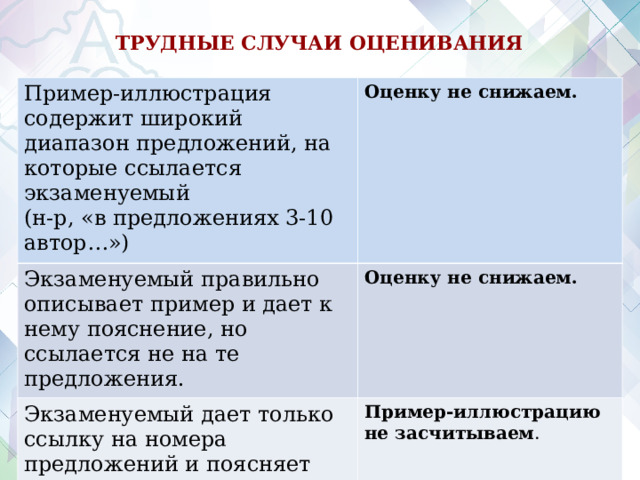 ТРУДНЫЕ СЛУЧАИ ОЦЕНИВАНИЯ
Пример-иллюстрация
содержит широкий
диапазон предложений, на
которые ссылается
экзаменуемый
(н-р, «в предложениях 3-10
автор…»)
Оценку не снижаем.
Экзаменуемый правильно
описывает пример и дает к
нему пояснение, но
ссылается не на те
предложения.
Оценку не снижаем.
Экзаменуемый дает только
ссылку на номера
предложений и поясняет
Пример-иллюстрацию
не засчитываем.